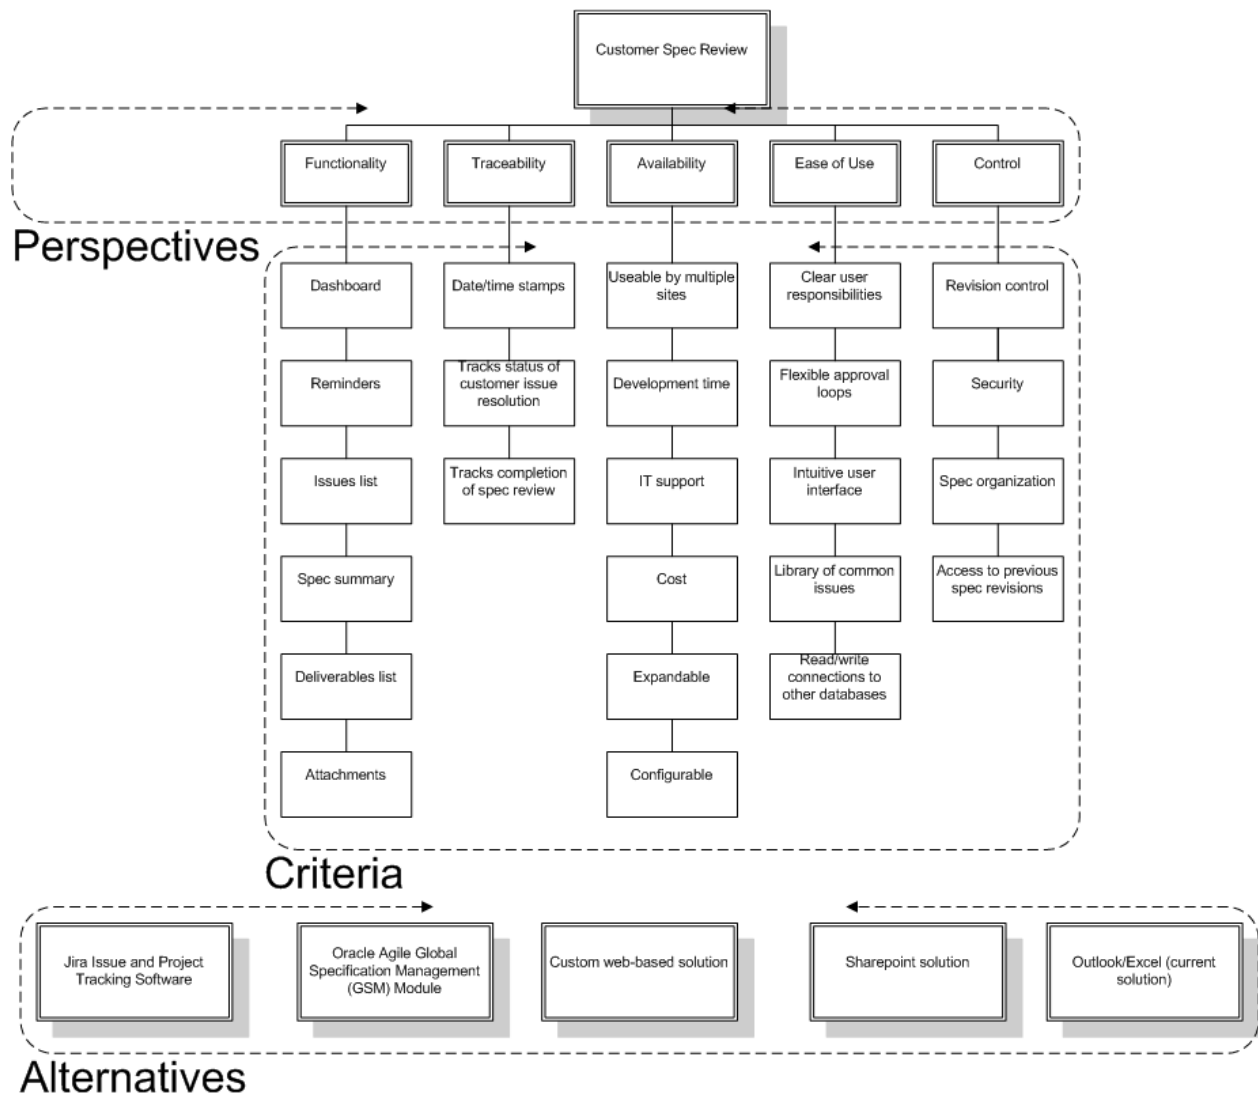 Customer Spec Review
Functionality
Traceability
Availability
Ease of Use
Control
Perspectives
Dashboard
Date/time stamps
Useable by multiple
sites
Clear user
responsibilities
Revision control
Reminders
Tracks status of
customer issue
resolution
Development time
Flexible approval
loops
Security
Issues list
Tracks completion
of spec review
IT support
Intuitive user
interface
Spec organization
Spec summary
Cost
Library of common
issues
Access to previous
spec revisions
Deliverables list
Expandable
Read/write
connections to
other databases
Attachments
Configurable
Criteria
Jira Issue and Project
Tracking Software
Oracle Agile Global
Specification Management
(GSM) Module
Custom web-based solution
Sharepoint solution
Outlook/Excel (current
solution)
Alternatives